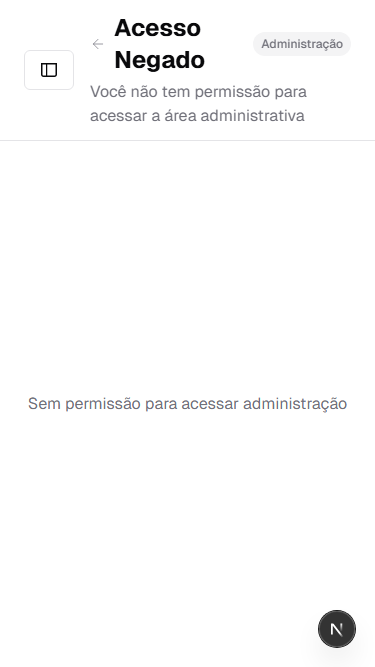 Acesso
Negado
Administração
Você não tem permissão para
acessar a área administrativa
Sem permissão para acessar administração
N